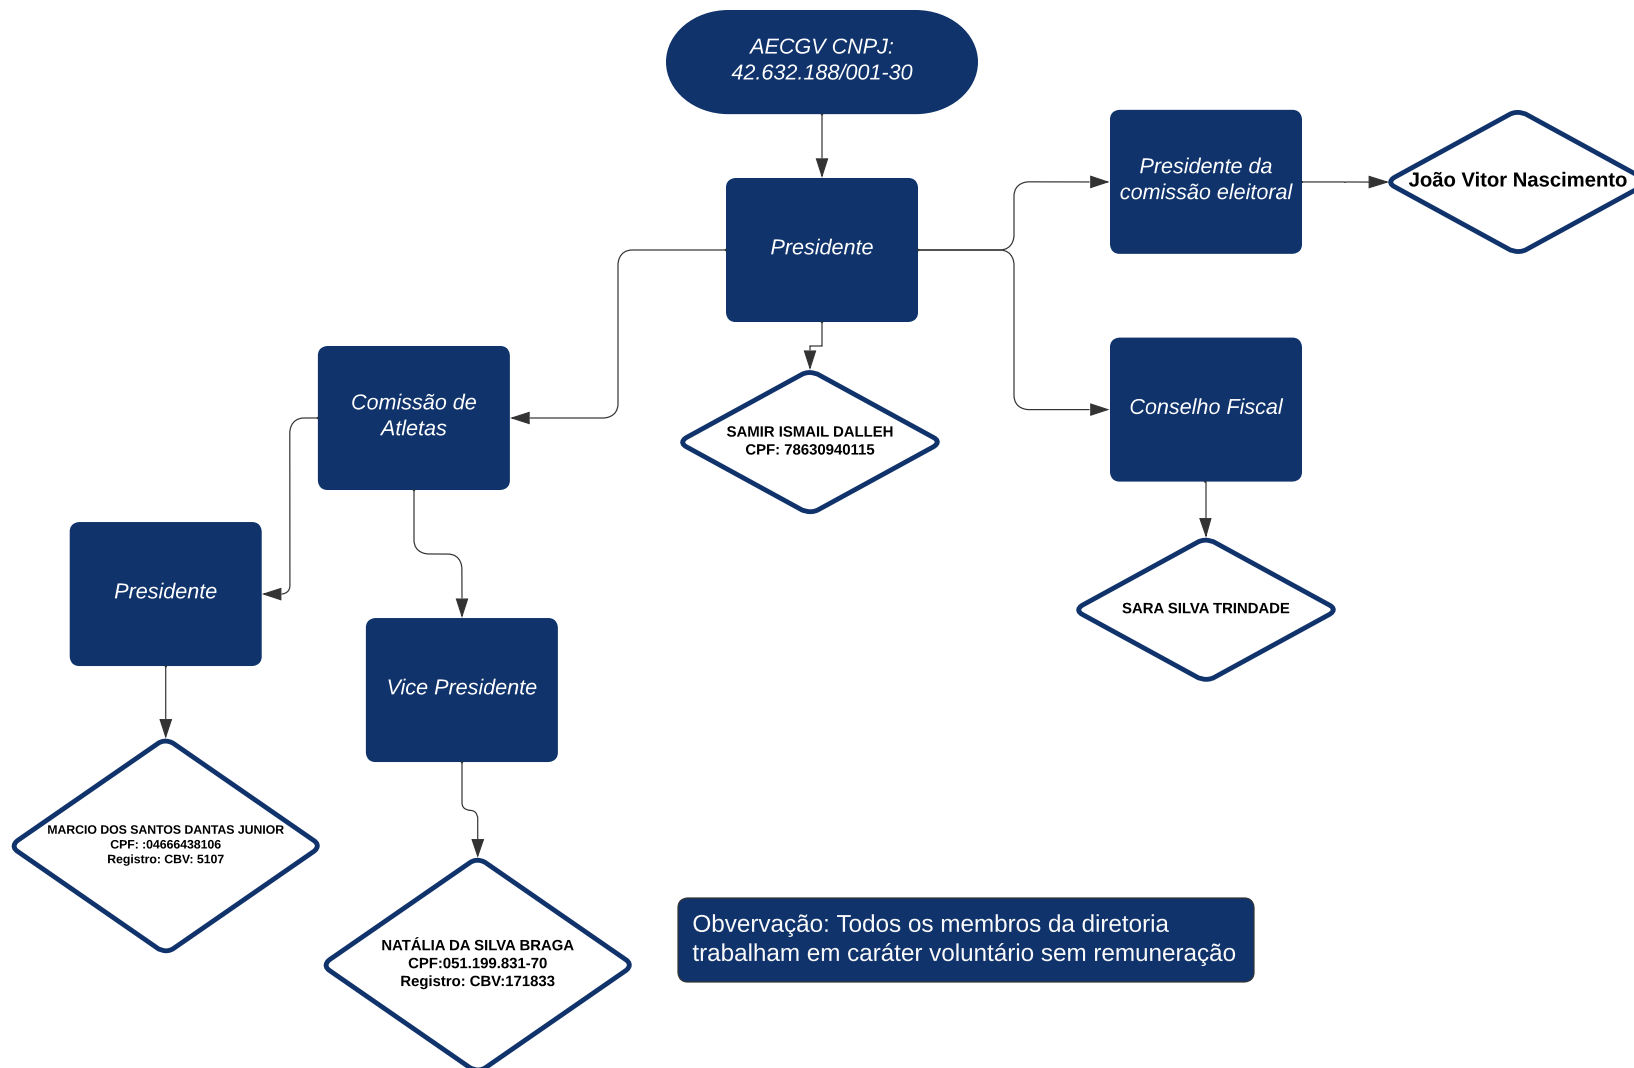 AECGV CNPJ:
42.632.188/001-30
Presidente da
comissão eleitoral
João Vitor Nascimento
Presidente
Comissão de
Atletas
SAMIR ISMAIL DALLEH
CPF: 78630940115
Conselho Fiscal
Presidente
SARA SILVA TRINDADE
Vice Presidente
MARCIO DOS SANTOS DANTAS JUNIOR
CPF: :04666438106
Registro: CBV: 5107
NATÁLIA DA SILVA BRAGA
CPF:051.199.831-70
Registro: CBV:171833
Obvervação: Todos os membros da diretoria
trabalham em caráter voluntário sem remuneração